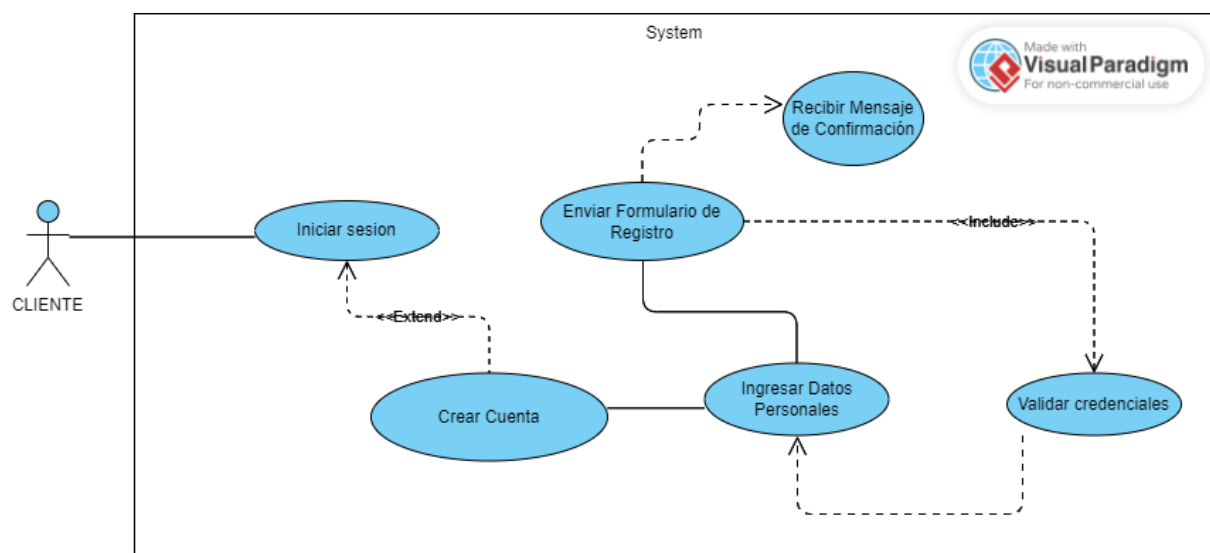 System
Made with
Visual Paradigm
For non-commercial use
Recibir Mensaje
de Confirmación
Enviar Formulario de
Registro
<<Include>>
Iniciar sesion
CLIENTE
<<Extend>>
Ingresar Datos
Personales
Validar credenciales
Crear Cuenta